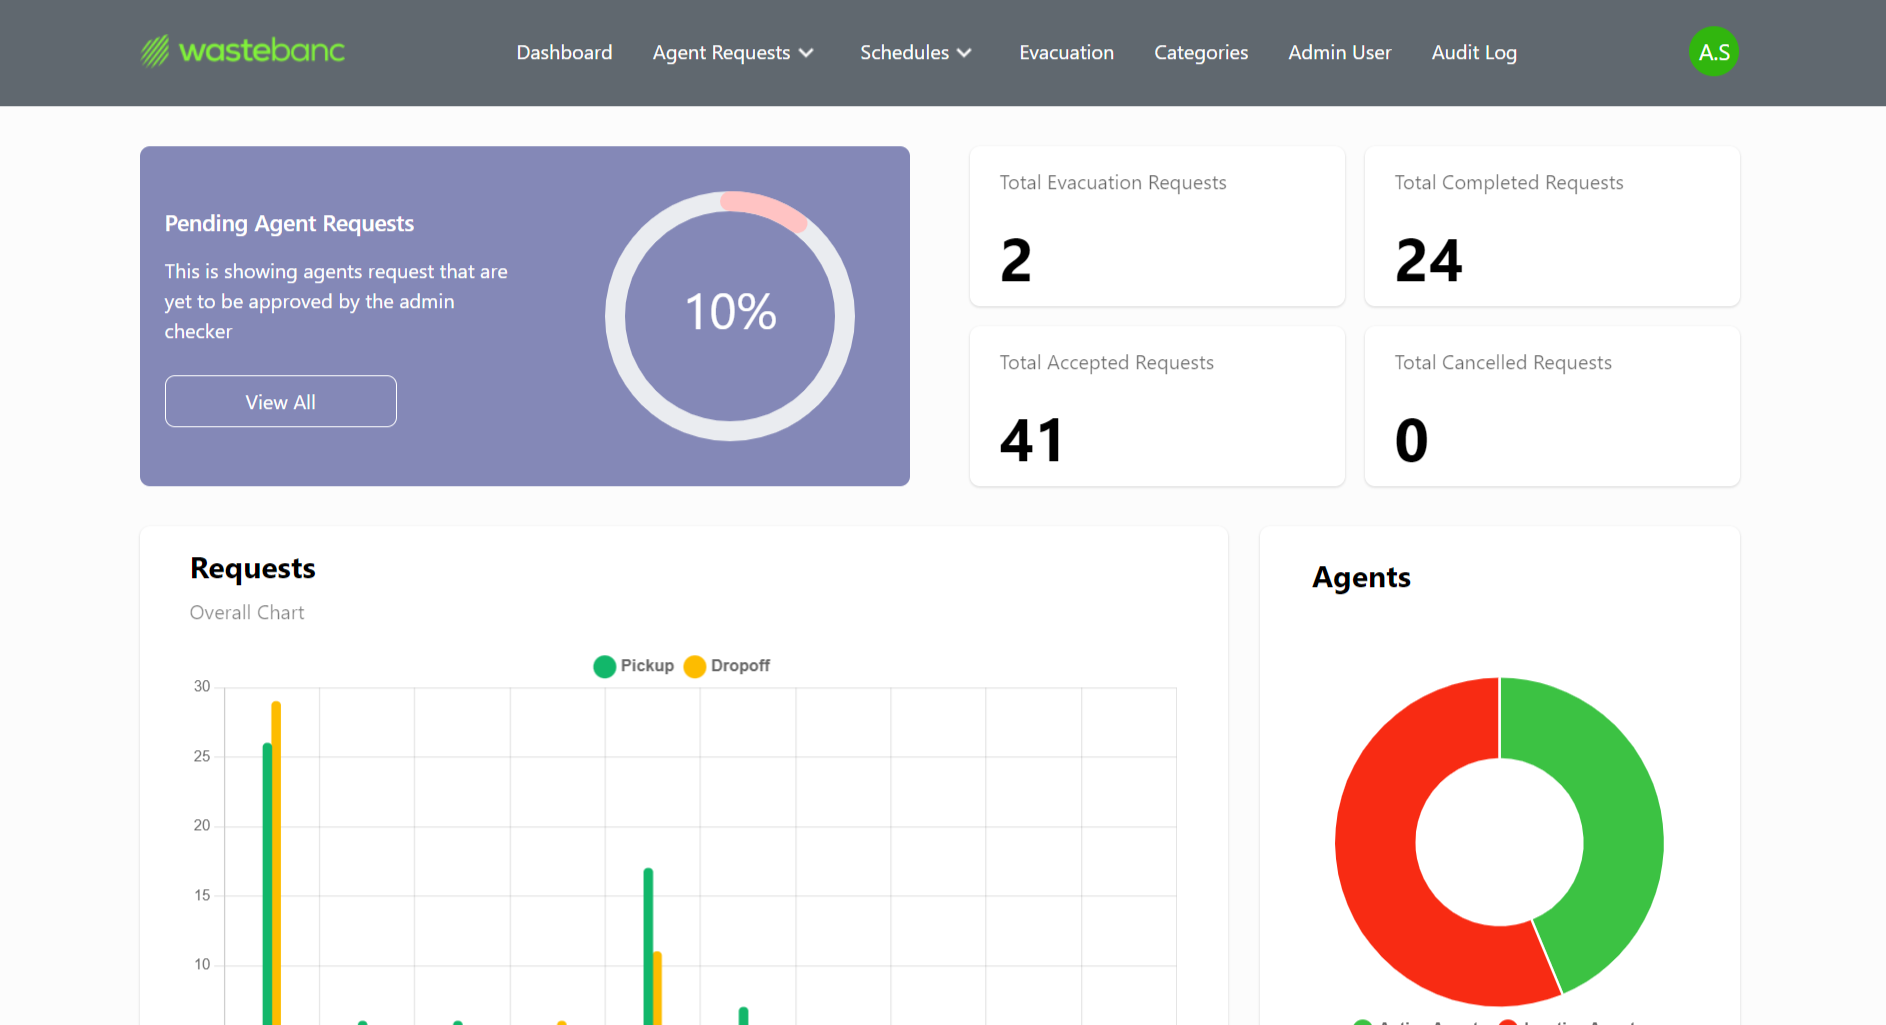 wastebanc
Dashboard
Agent Requests
Schedules
Evacuation
Categories
Admin User
Audit Log
A.S
Pending Agent Requests
This is showing agents request that are
yet to be approved by the admin
checker
View All
10%
Total Evacuation Requests
2
Total Completed Requests
24
Total Accepted Requests
41
Total Cancelled Requests
0
Requests
Overall Chart
Pickup
Dropoff
30
25
20
15
10
Agents